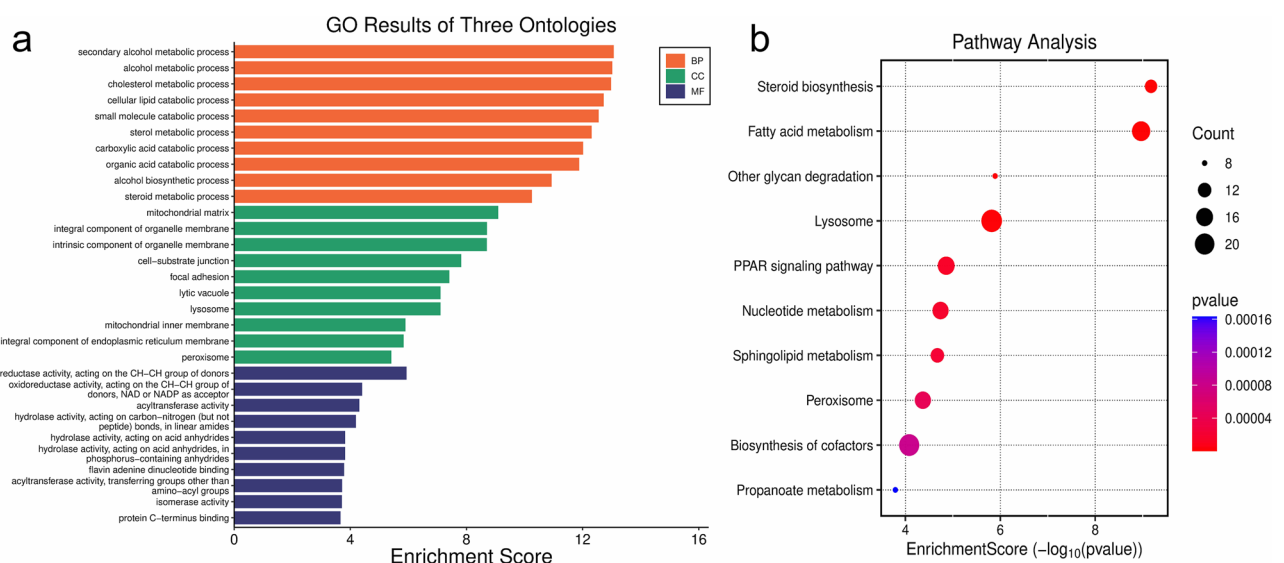 a
GO Results of Three Ontologies
secondary alcohol metabolic process
alcohol metabolic process
cholesterol metabolic process
cellular lipid catabolic process
small molecule catabolic process
sterol metabolic process
carboxylic acid catabolic process
organic acid catabolic process
alcohol biosynthetic process
steroid metabolic process
mitochondrial matrix
integral component of organelle membrane
intrinsic component of organelle membrane
cell−substrate junction
focal adhesion
lytic vacuole
lysosome
mitochondrial inner membrane
integral component of endoplasmic reticulum membrane
peroxisome
reductase activity, acting on the CH−CH group of donors
oxidoreductase activity, acting on the CH−CH group of
donors, NAD or NADP as acceptor
acyltransferase activity
hydrolase activity, acting on carbon−nitrogen (but not
peptide) bonds, in linear amides
hydrolase activity, acting on acid anhydrides
hydrolase activity, acting on acid anhydrides, in
phosphorus−containing anhydrides
flavin adenine dinucleotide binding
acyltransferase activity, transferring groups other than
amino−acyl groups
isomerase activity
protein C−terminus binding
0 4 8 12 16
Enrichment Score
BP
CC
MF
b
Pathway Analysis
Steroid biosynthesis
Fatty acid metabolism
Other glycan degradation
Lysosome
PPAR signaling pathway
Nucleotide metabolism
Sphingolipid metabolism
Peroxisome
Biosynthesis of cofactors
Propanoate metabolism
4 6 8
EnrichmentScore (−log10(pvalue))
Count
8
12
16
20
pvalue
0.00016
0.00012
0.00008
0.00004